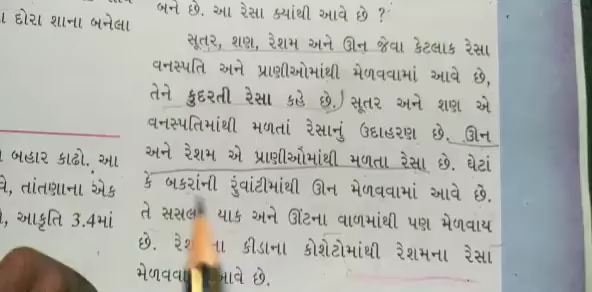 દોરા શાના બનેલા
બને છે. આ રેસા ક્યાંથી આવે છે ?
સૂતર, શણ, રેશમ અને ઊન જેવા કેટલાક રેસા
વનસ્પતિ અને પ્રાણીઓમાંથી મેળવવામાં આવે છે,
તેને કુદરતી રેસા કહે છે. સૂતર અને શણ એ
વનસ્પતિમાંથી મળતાં રેસાનું ઉદાહરણ છે. ઊન
અને રેશમ એ પ્રાણીઓમાંથી મળતા રેસા છે. ઘેટાં
કે બકરાંની રુંવાંટીમાંથી ઊન મેળવવામાં આવે છે.
તે સસલ યાક અને ઊંટના વાળમાંથી પણ મેળવાય
છે. કીડાના કોશેટોમાંથી રેશમના રેસા
આવે છે.
બહાર કાઢો. આ
વે, તાંતણાના એક
આકૃતિ 3.4માં